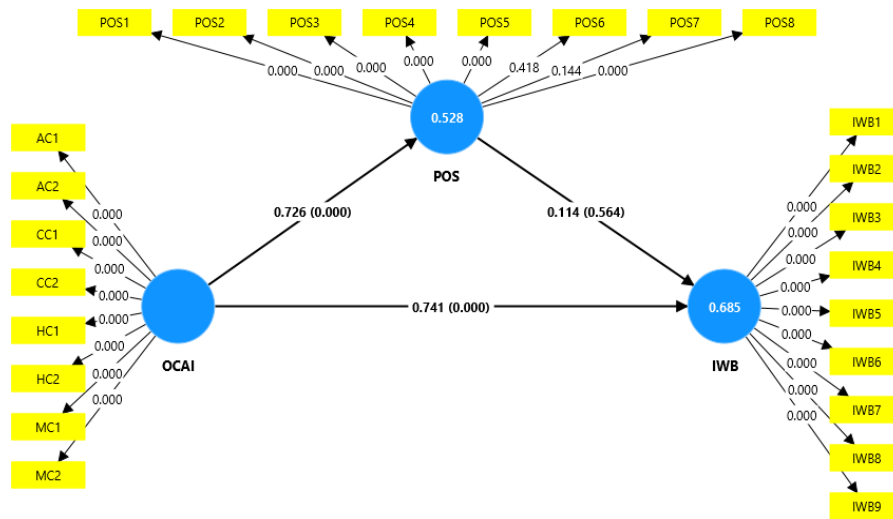 POS1 POS2 POS3 POS4 POS5 POS6 POS7 POS8
0.000 0.000 0.000 0.000 0.000 0.418 0.144 0.000
0.528
POS
AC1
AC2
CC1
CC2
HC1
HC2
MC1
MC2
0.000
0.000
0.000
0.000
0.000
0.000
0.000
0.000
OCAI
0.726 (0.000)
0.114 (0.564)
0.741 (0.000)
0.685
IWB
0.000
0.000
0.000
0.000
0.000
0.000
0.000
0.000
0.000
IWB1
IWB2
IWB3
IWB4
IWB5
IWB6
IWB7
IWB8
IWB9